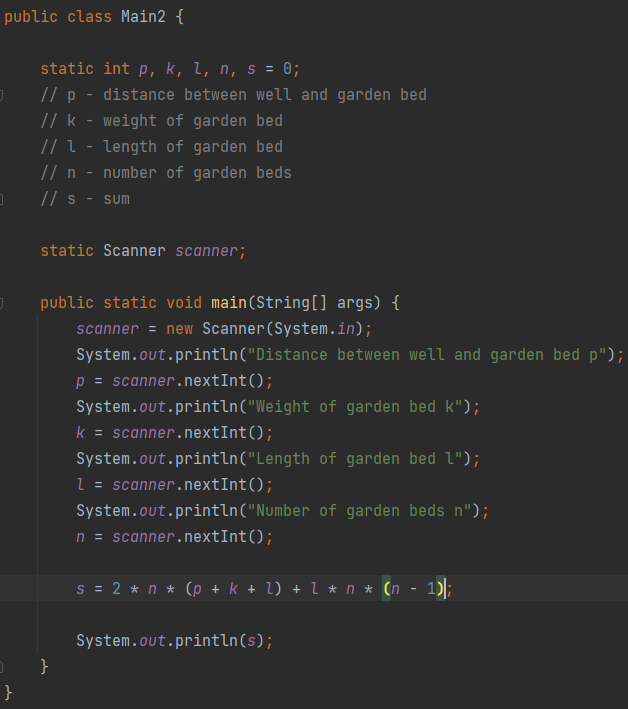 public class Main2 {
static int p, k, l, n, s = 0;
// p - distance between well and garden bed
// k - weight of garden bed
// l - length of garden bed
// n - number of garden beds
// s - sum
static Scanner scanner;
public static void main(String[] args) {
scanner = new Scanner(System.in);
System.out.println("Distance between well and garden bed p");
p = scanner.nextInt();
System.out.println("Weight of garden bed k");
k = scanner.nextInt();
System.out.println("Length of garden bed l");
l = scanner.nextInt();
System.out.println("Number of garden beds n");
n = scanner.nextInt();
s = 2 * n * (p + k + l) + l * n * (n - 1);
System.out.println(s);
}
}